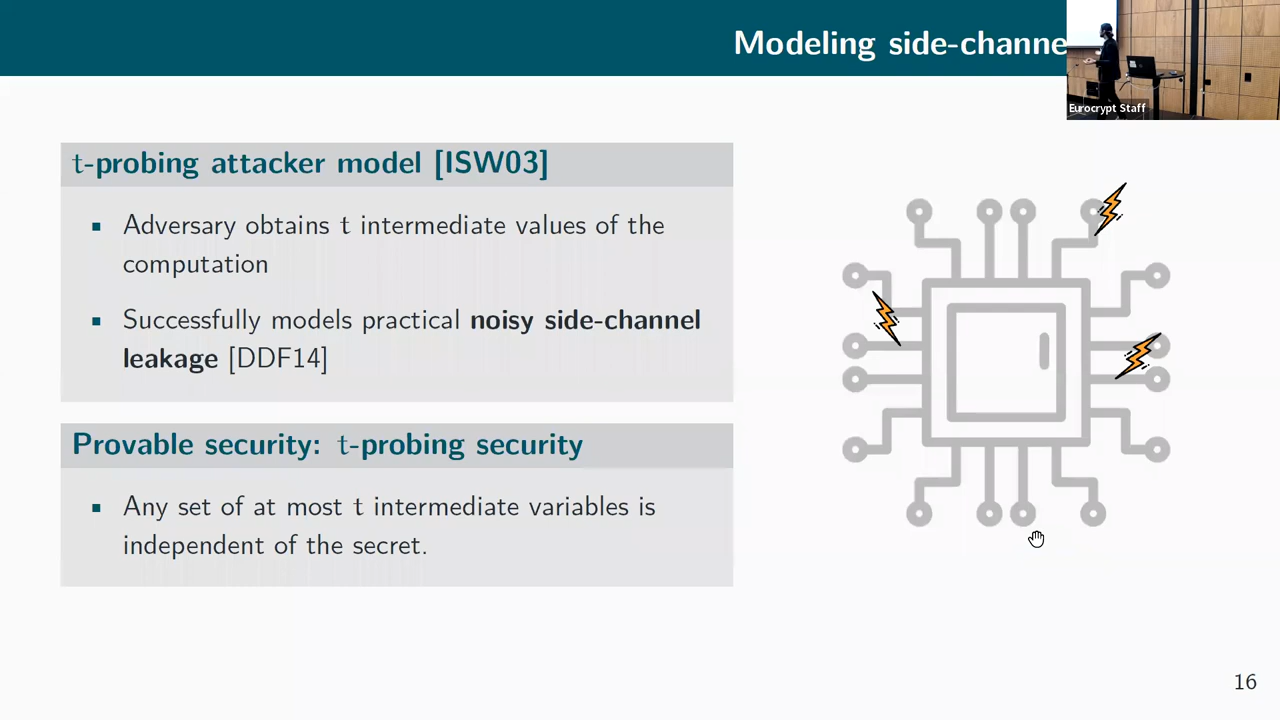 Modeling side-channe
Eurocrypt Staff
t-probing attacker model [ISW03]
▪ Adversary obtains t intermediate values of the
computation
▪ Successfully models practical noisy side-channel
leakage [DDF14]
Provable security: t-probing security
▪ Any set of at most t intermediate variables is
independent of the secret.
16